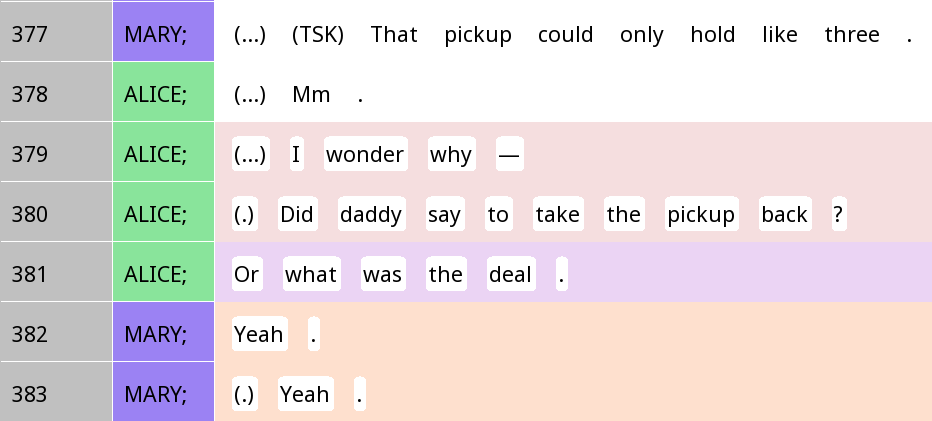 377 MARY; (...) (TSK) That pickup could only hold like three .
378 ALICE; (...) Mm .
379 ALICE; (...) I wonder why —
380 ALICE; (.) Did daddy say to take the pickup back ?
381 ALICE; Or what was the deal .
382 MARY; Yeah .
383 MARY; (.) Yeah .